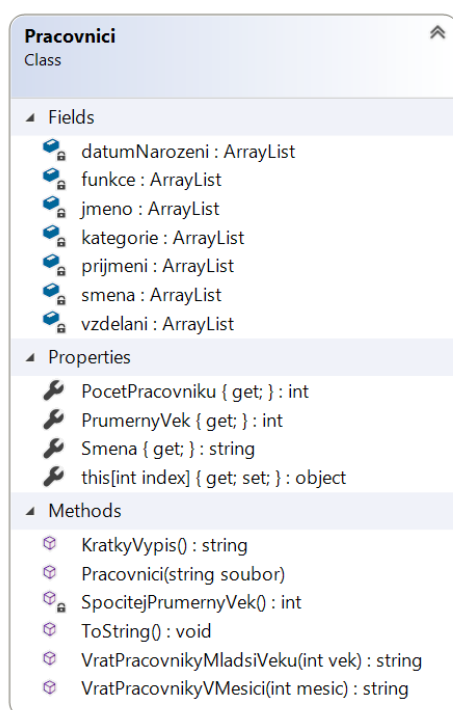 Pracovnici
Class
Fields
datumNarozeni : ArrayList
funkce : ArrayList
jmeno : ArrayList
kategorie : ArrayList
prijmeni : ArrayList
smena : ArrayList
vzdelani : ArrayList
Properties
PocetPracovniku { get; } : int
PrumernyVek { get; } : int
Smena { get; } : string
this[int index] { get; set; } : object
Methods
KratkyVypis() : string
Pracovnici(string soubor)
SpocitejPrumernyVek() : int
ToString() : void
VratPracovnikyMladsiVeku(int vek) : string
VratPracovnikyVMesici(int mesic) : string